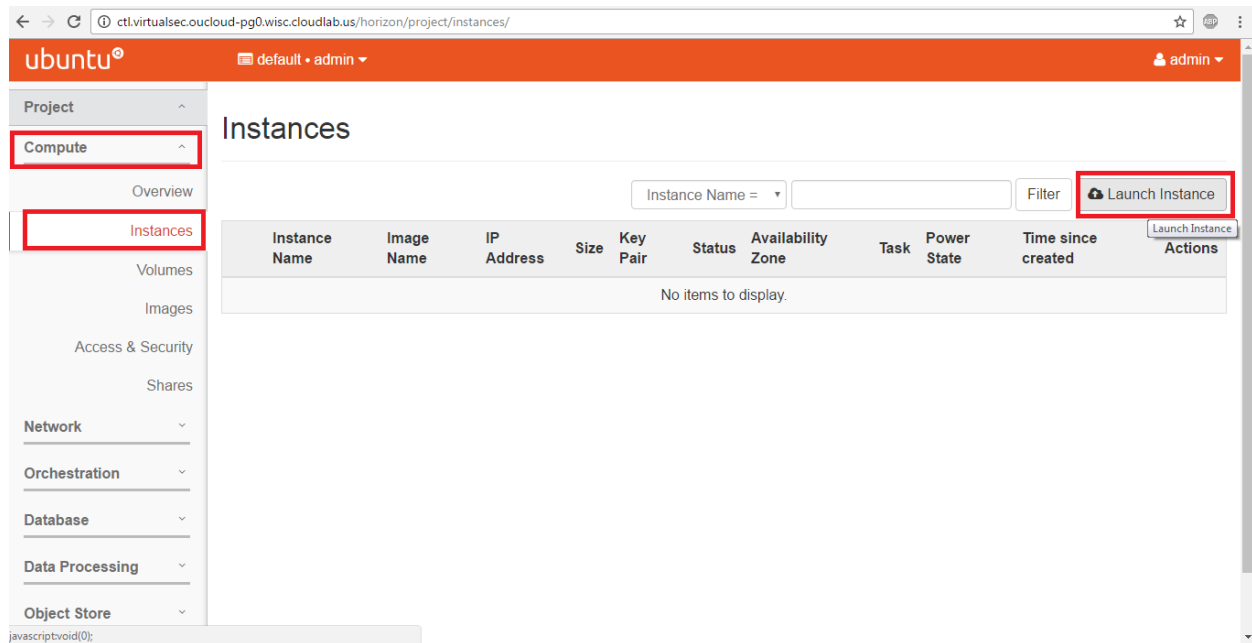 ctl.virtualsec.oucloud-pg0.wisc.cloudlab.us/horizon/project/instances/
ABP
ubuntu
default • admin
admin
Project
Compute
Overview
Instances
Volumes
Images
Access & Security
Shares
Network
Orchestration
Database
Data Processing
Object Store
Instances
Instance Name =
Filter
Launch Instance
Launch Instance
Instance Name
Image Name
IP Address
Size
Key Pair
Status
Availability Zone
Task
Power State
Time since created
Actions
No items to display.
javascript:void(0);